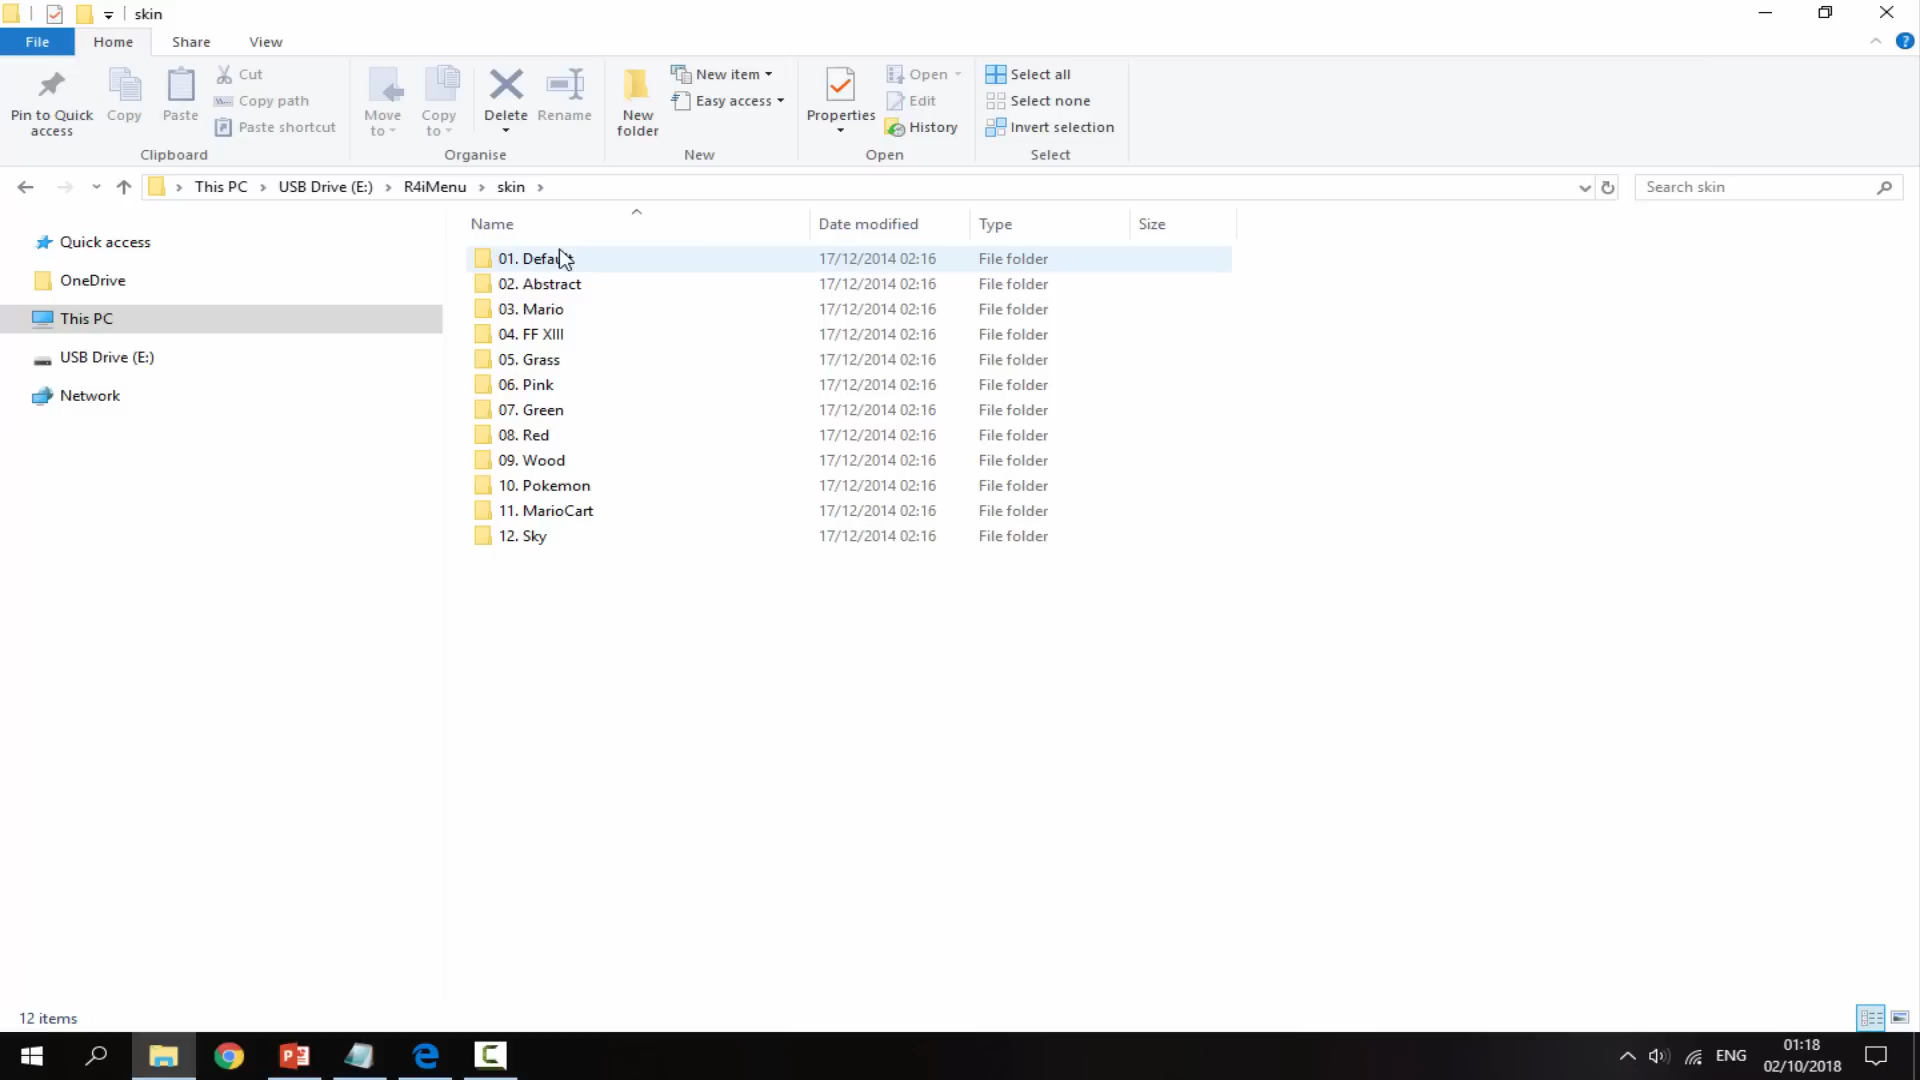 skin
File Home Share View
Pin to Quick access
Copy
Paste
Cut
Copy path
Paste shortcut
Clipboard
Move to
Copy to
Delete
Rename
Organise
New folder
New item
Easy access
New
Properties
Open
Edit
History
Open
Select all
Select none
Invert selection
Select
This PC USB Drive (E:) R4iMenu skin
Search skin
Quick access
OneDrive
This PC
USB Drive (E:)
Network
Name Date modified Type Size
01. Default 17/12/2014 02:16 File folder
02. Abstract 17/12/2014 02:16 File folder
03. Mario 17/12/2014 02:16 File folder
04. FF XIII 17/12/2014 02:16 File folder
05. Grass 17/12/2014 02:16 File folder
06. Pink 17/12/2014 02:16 File folder
07. Green 17/12/2014 02:16 File folder
08. Red 17/12/2014 02:16 File folder
09. Wood 17/12/2014 02:16 File folder
10. Pokemon 17/12/2014 02:16 File folder
11. MarioCart 17/12/2014 02:16 File folder
12. Sky 17/12/2014 02:16 File folder
12 items
ENG
01:18
02/10/2018